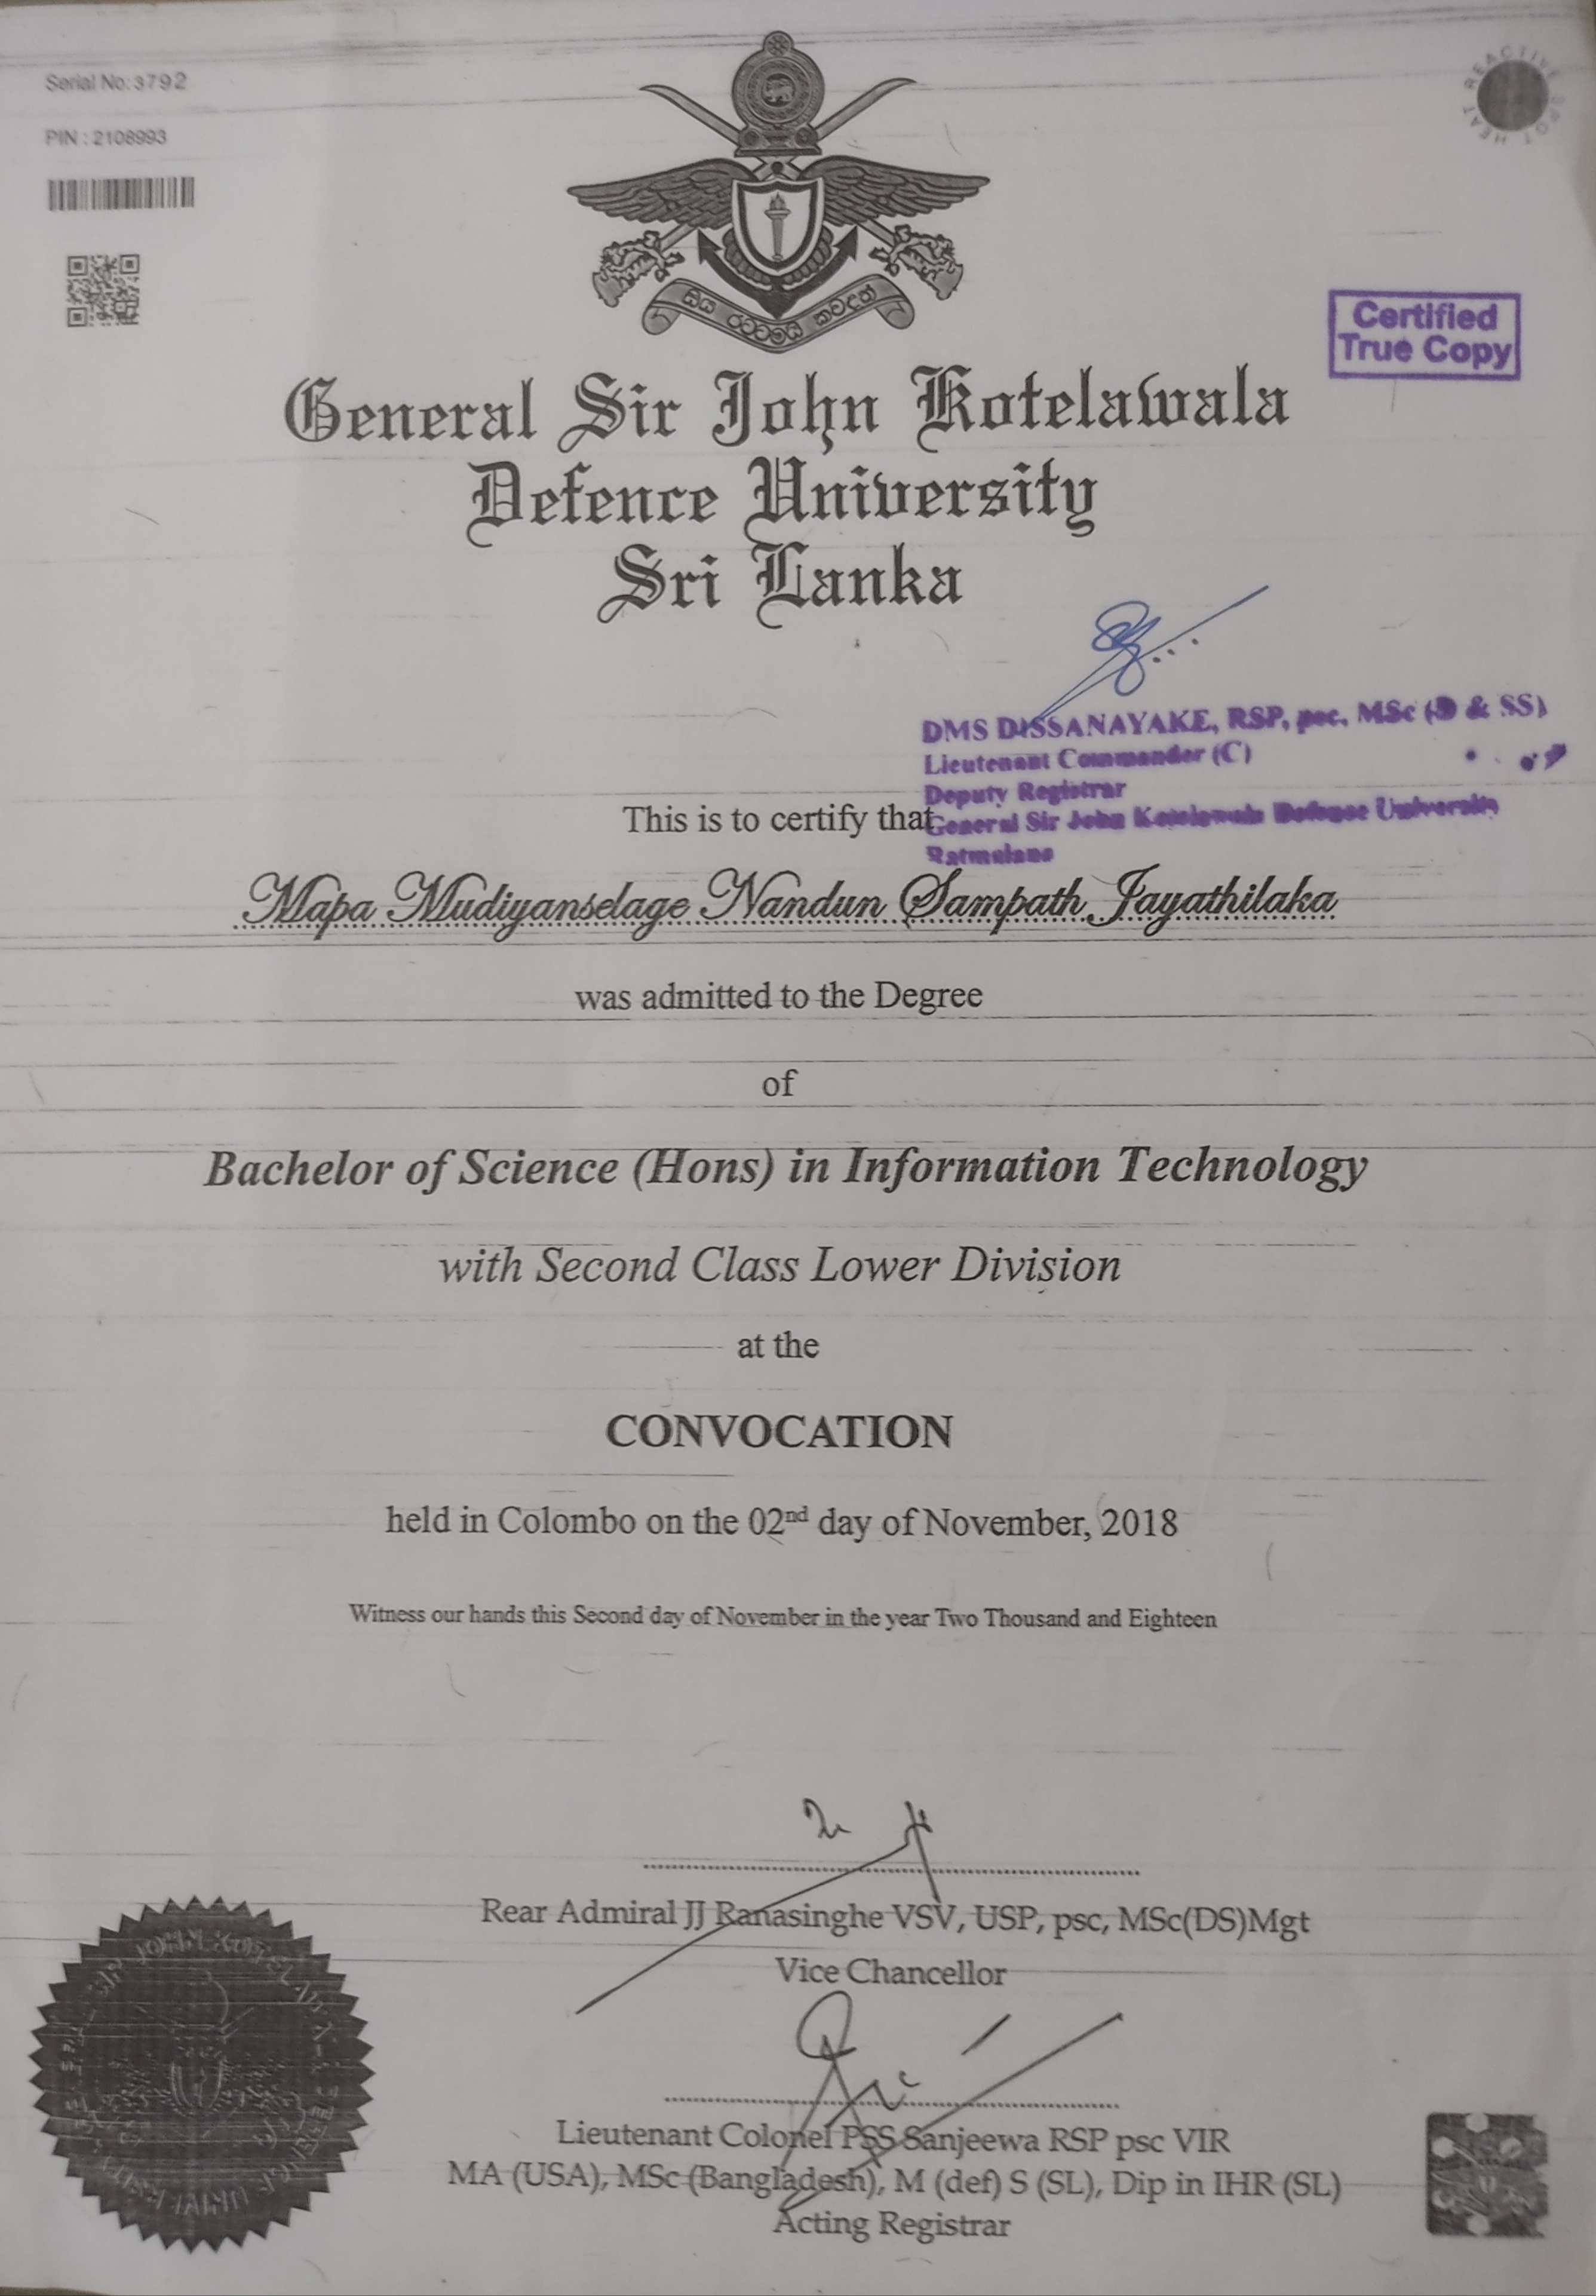 Serial No: 3792
PIN : 2108993
REACTIVE SPOT HEAT
Certified
True Copy
General Sir John Kotelawala
Defence University
Sri Lanka
DMS DISSANAYAKE, RSP, psc, MSc (D & SS)
Lieutenant Commander (C)
Deputy Registrar
General Sir John Kotelawala Defence University
Ratmalana
This is to certify that
Mapa Mudiyanselage Nandun Sampath Jayathilaka
was admitted to the Degree
of
Bachelor of Science (Hons) in Information Technology
with Second Class Lower Division
at the
CONVOCATION
held in Colombo on the 02nd day of November, 2018
Witness our hands this Second day of November in the year Two Thousand and Eighteen
Rear Admiral JJ Ranasinghe VSV, USP, psc, MSc(DS)Mgt
Vice Chancellor
Lieutenant Colonel PSS Sanjeewa RSP psc VIR
MA (USA), MSc (Bangladesh), M (def) S (SL), Dip in IHR (SL)
Acting Registrar